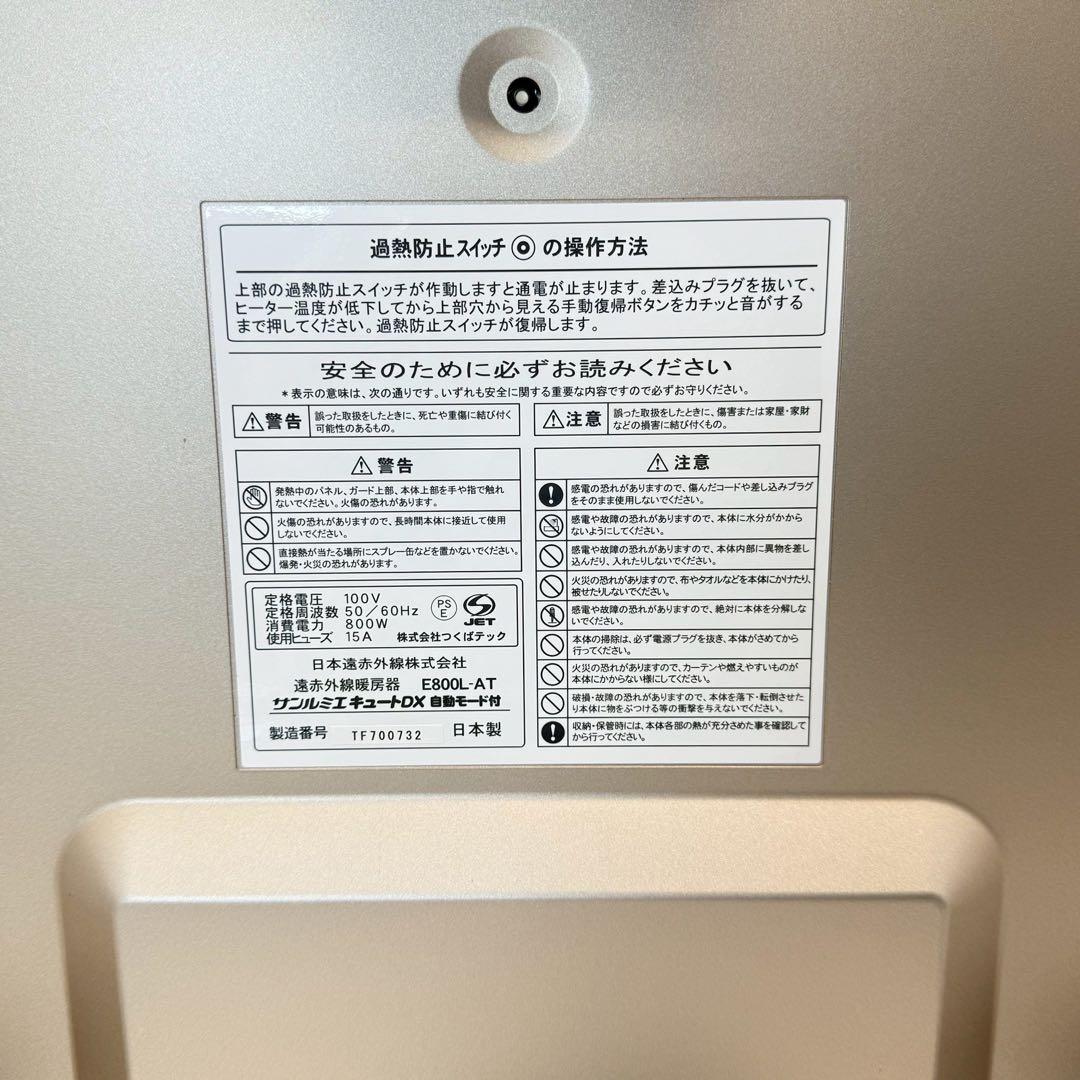 過熱防止スイッチ◎の操作方法
上部の過熱防止スイッチが作動しますと通電が止まります。差込みプラグを抜いて、
ヒーター温度が低下してから上部穴から見える手動復帰ボタンをカチッと音がする
まで押してください。過熱防止スイッチが復帰します。
安全のために必ずお読みください
*表示の意味は、次の通りです。いずれも安全に関する重要な内容ですので必ずお守りください。
⚠警告
誤った取扱をしたときに、死亡や重傷に結び付く
可能性のあるもの。
⚠注意
誤った取扱をしたときに、傷害または家屋・家財
などの損害に結び付くもの。
⚠ 警告
発熱中のパネル、ガード上部、本体上部を手や指で触れ
ないでください。火傷の恐れがあります。
火傷の恐れがありますので、長時間本体に接近して使用
しないでください。
直接熱が当たる場所にスプレー缶などを置かないでください。
爆発・火災の恐れがあります。
定格電圧 100V
定格周波数 50/60Hz
消費電力 800W
使用ヒューズ 15A
PS
E
JET
株式会社つくばテック
日本遠赤外線株式会社
遠赤外線暖房器 E800L-AT
サンルミエ キュートDX 自動モード付
製造番号 TF700732 日本製
⚠ 注意
感電の恐れがありますので、傷んだコードや差し込みプラグ
をそのまま使用しないでください。
感電や故障の恐れがありますので、本体に水分がかから
ないようにしてください。
感電や故障の恐れがありますので、本体内部に異物を差し
込んだり、入れたりしないでください。
火災の恐れがありますので、布やタオルなどを本体にかけたり、
被せたりしないでください。
感電や故障の恐れがありますので、絶対に本体を分解しな
いでください。
本体の掃除は、必ず電源プラグを抜き、本体がさめてから
行ってください。
火災の恐れがありますので、カーテンや燃えやすいものが
本体にかからない様にしてください。
破損・故障の恐れがありますので、本体を落下・転倒させた
り本体に物をぶつける等の衝撃を与えないでください。
収納・保管時には、本体各部の熱が充分さめた事を確認して
から行ってください。